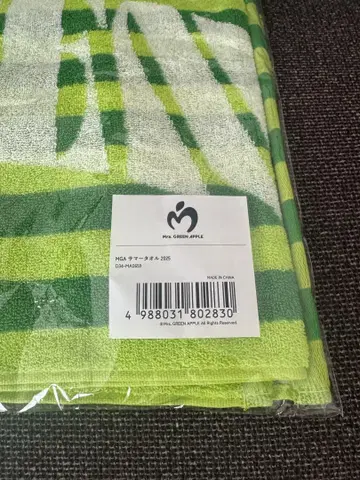 Mrs. GREEN APPLE
MGA サマータオル 2025
MADE IN CHINA
4 988031 802830
©Mrs. GREEN APPLE All Rights Reserved